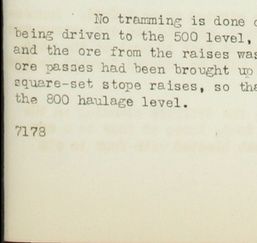 No tramming is done
being driven to the 500 level,
and the ore from the raises was
ore passes had been brought up
square-set stope raises, so tha
the 800 haulage level.
7178